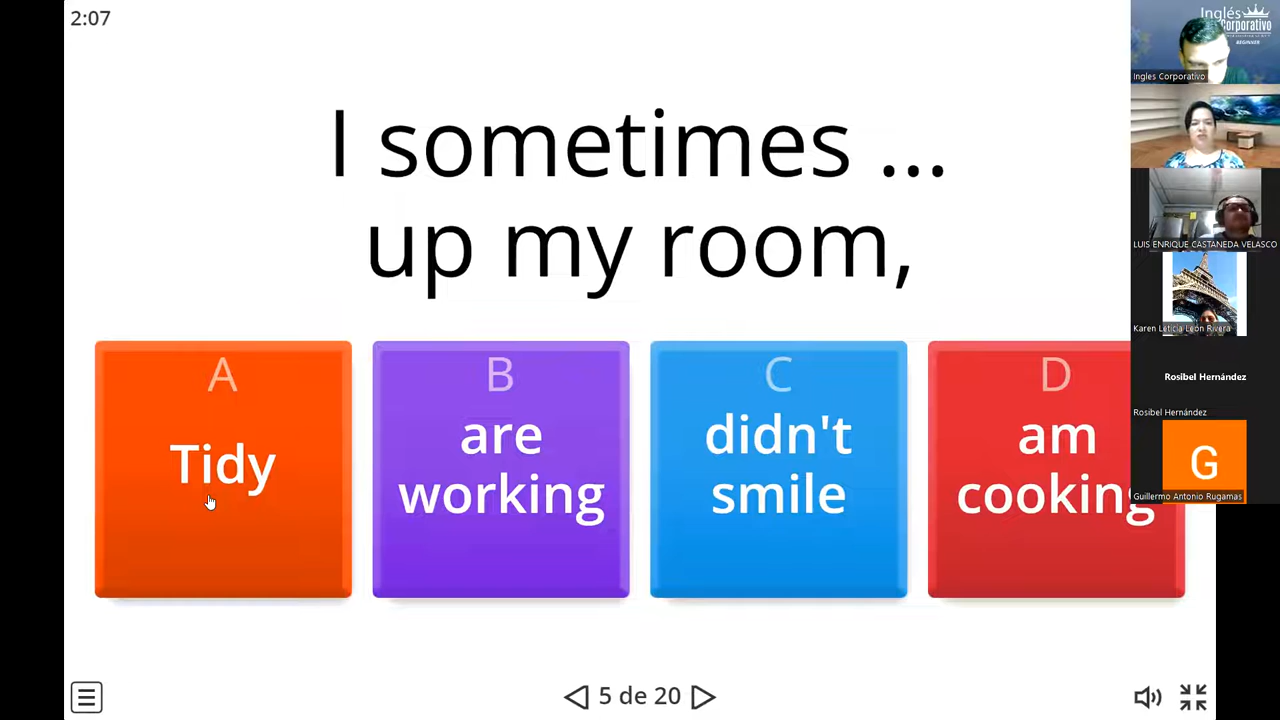 2:07
I sometimes ...
up my room,
A
Tidy
B
are
working
C
didn't
smile
D
am
cooking
5 de 20
Inglés
Corporativo
BEGINNER
Ingles Corporativo
LUIS ENRIQUE CASTANEDA VELASCO
Karen Leticia León Rivera
Rosibel Hernández
Rosibel Hernández
G
Guillermo Antonio Rugamas